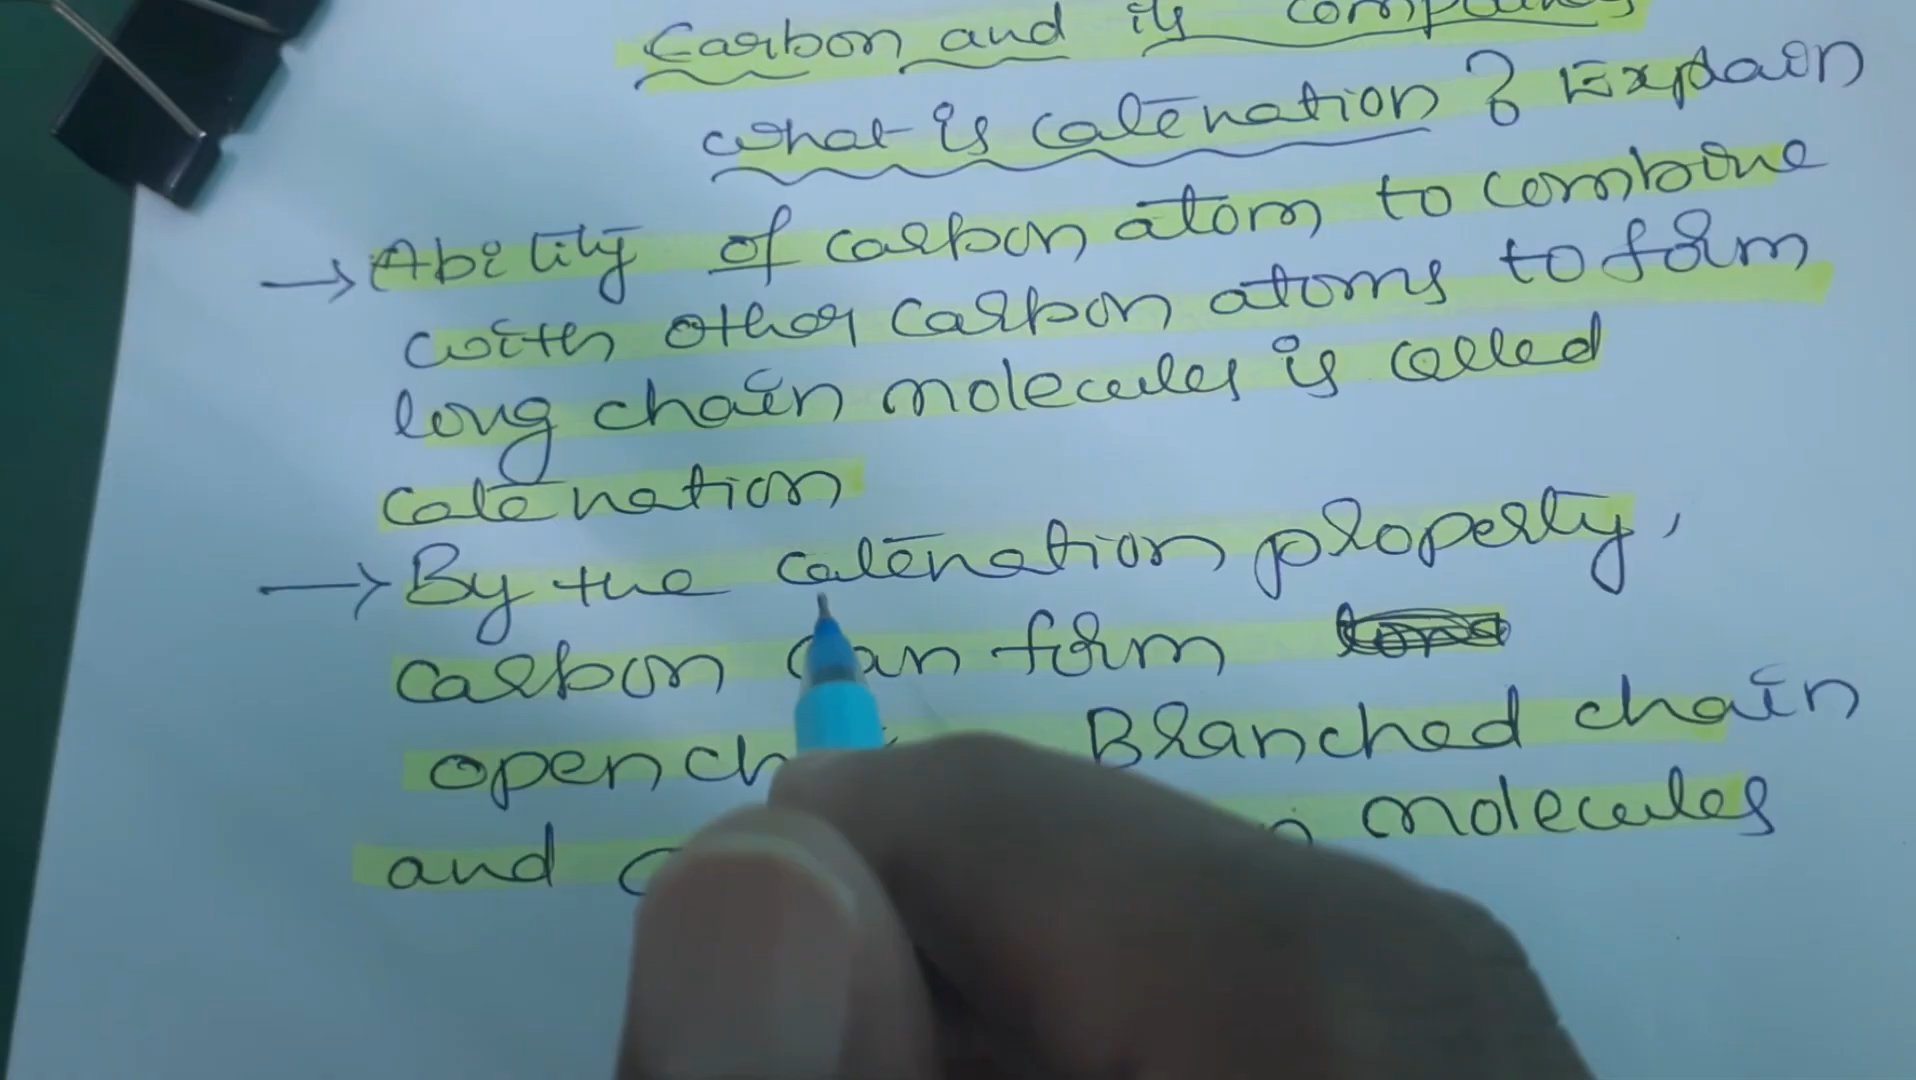 Carbon and its compounds
what is catenation? Explain
→ Ability of carbon atom to combine
with other carbon atoms to form
long chain molecules is called
catenation
→ By the catenation property,
carbon can form
open Branched chain
and molecules